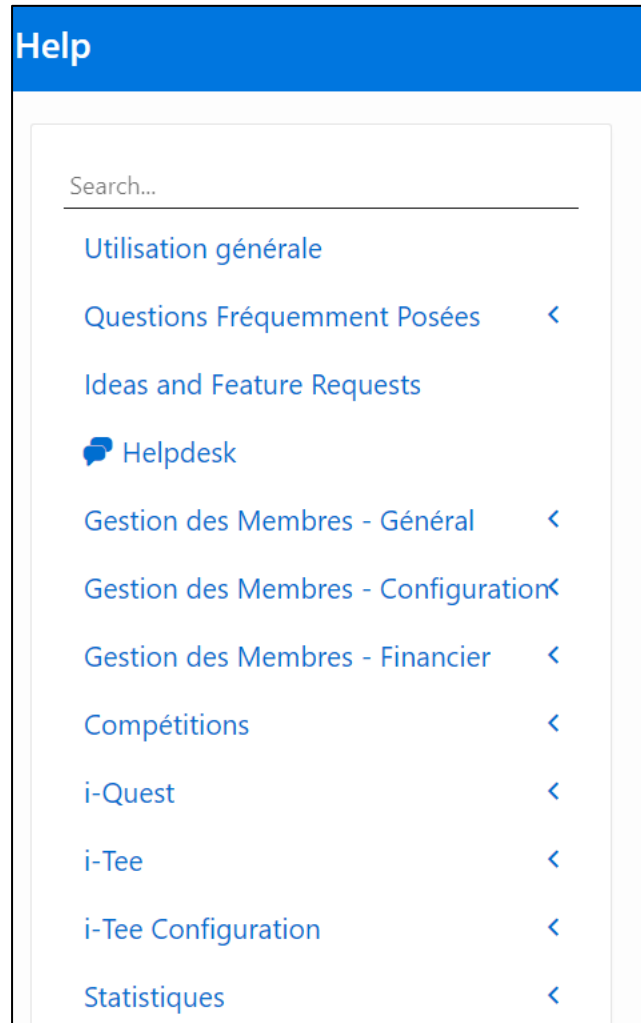 Help
Search...
Utilisation générale
Questions Fréquemment Posées
Ideas and Feature Requests
Helpdesk
Gestion des Membres - Général
Gestion des Membres - Configuration
Gestion des Membres - Financier
Compétitions
i-Quest
i-Tee
i-Tee Configuration
Statistiques